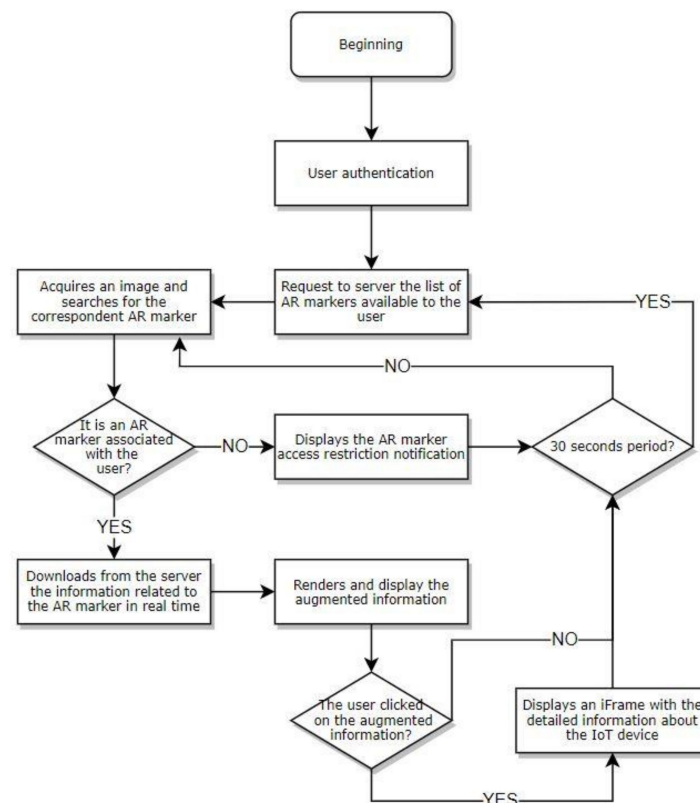 Beginning
User authentication
Acquires an image and
searches for the
correspondent AR marker
Request to server the list of
AR markers available to the
user
YES
NO
It is an AR
marker associated
with the
user?
NO
Displays the AR marker
access restriction notification
30 seconds period?
YES
Downloads from the server
the information related to
the AR marker in real time
Renders and display the
augmented information
NO
The user clicked
on the augmented
information?
Displays an iFrame with the
detailed information about
the IoT device
YES